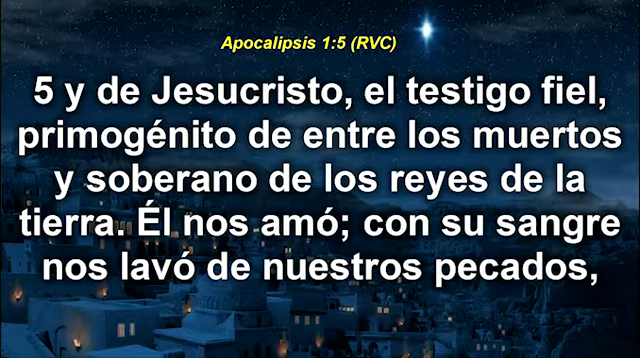 Apocalipsis 1:5 (RVC)
5 y de Jesucristo, el testigo fiel,
primogénito de entre los muertos
y soberano de los reyes de la
tierra. Él nos amó; con su sangre
nos lavó de nuestros pecados,